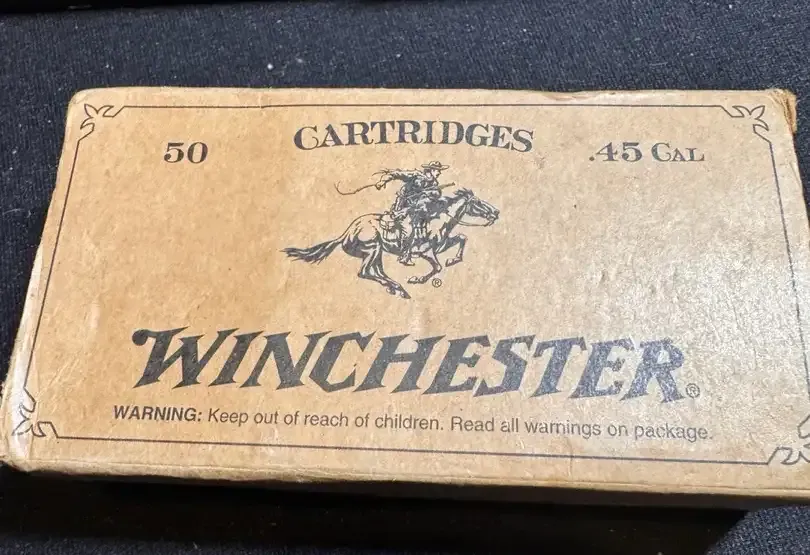 CARTRIDGES
50
.45 CAL
®
WINCHESTER®
WARNING: Keep out of reach of children. Read all warnings on package.